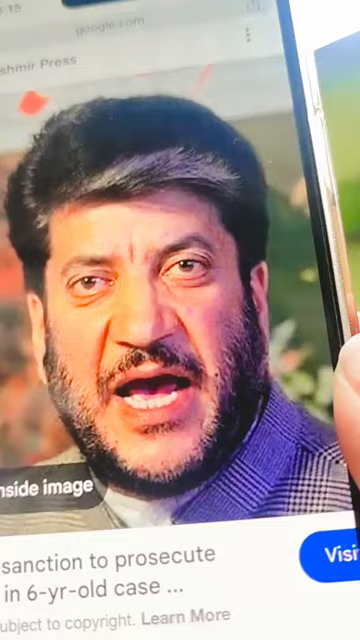 :15
google.com
shmir Press
nside image
sanction to prosecute
in 6-yr-old case ...
Visi
ubject to copyright. Learn More